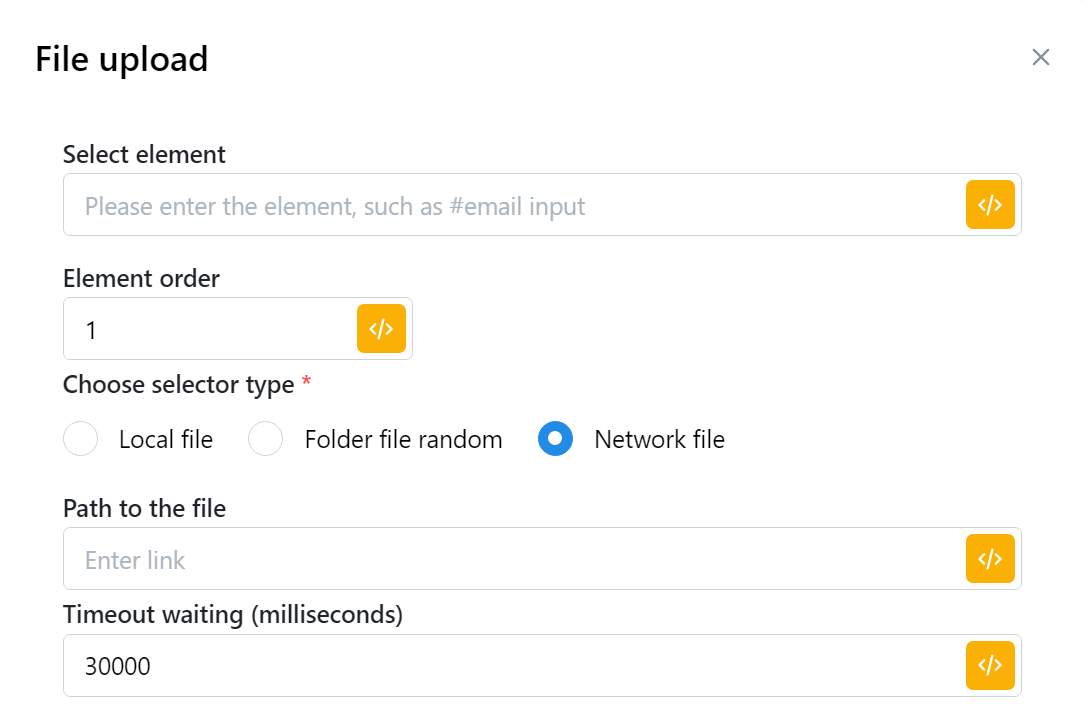 File upload
Select element
Please enter the element, such as #email input
</>
Element order
1
</>
Choose selector type *
Local file Folder file random Network file
Path to the file
Enter link
</>
Timeout waiting (milliseconds)
30000
</>